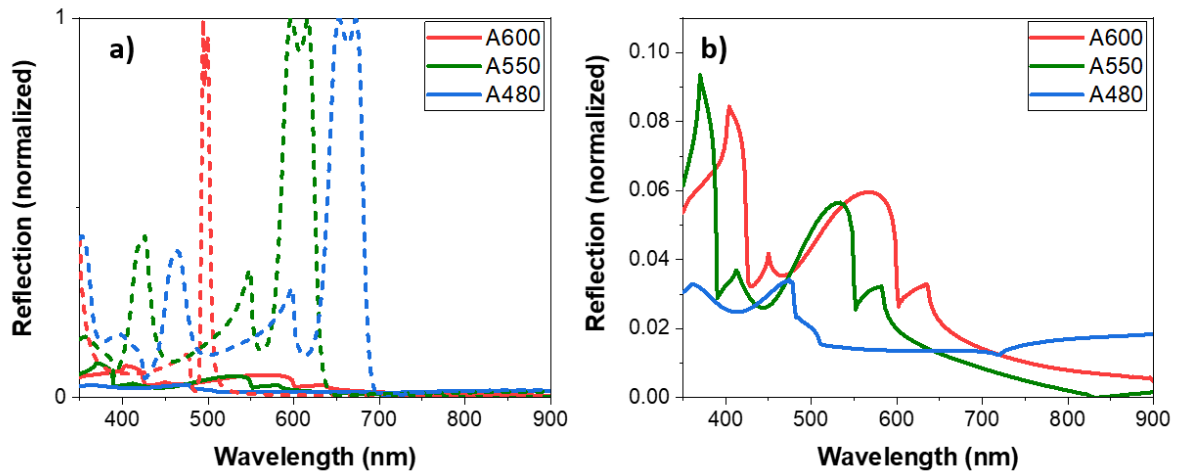 a)
A600
A550
A480
1
0
Reflection (normalized)
400 500 600 700 800 900
Wavelength (nm)
b)
A600
A550
A480
0.10
0.08
0.06
0.04
0.02
0.00
Reflection (normalized)
400 500 600 700 800 900
Wavelength (nm)